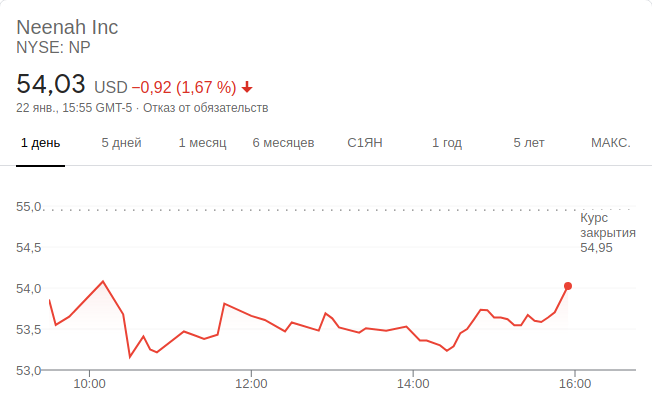 Neenah Inc
NYSE: NP
54,03 USD −0,92 (1,67 %)
22 янв., 15:55 GMT-5 · Отказ от обязательств
1 день 5 дней 1 месяц 6 месяцев С1ЯН 1 год 5 лет МАКС.
55,0
Курс
закрытия
54,95
54,5
54,0
53,5
53,0
10:00 12:00 14:00 16:00